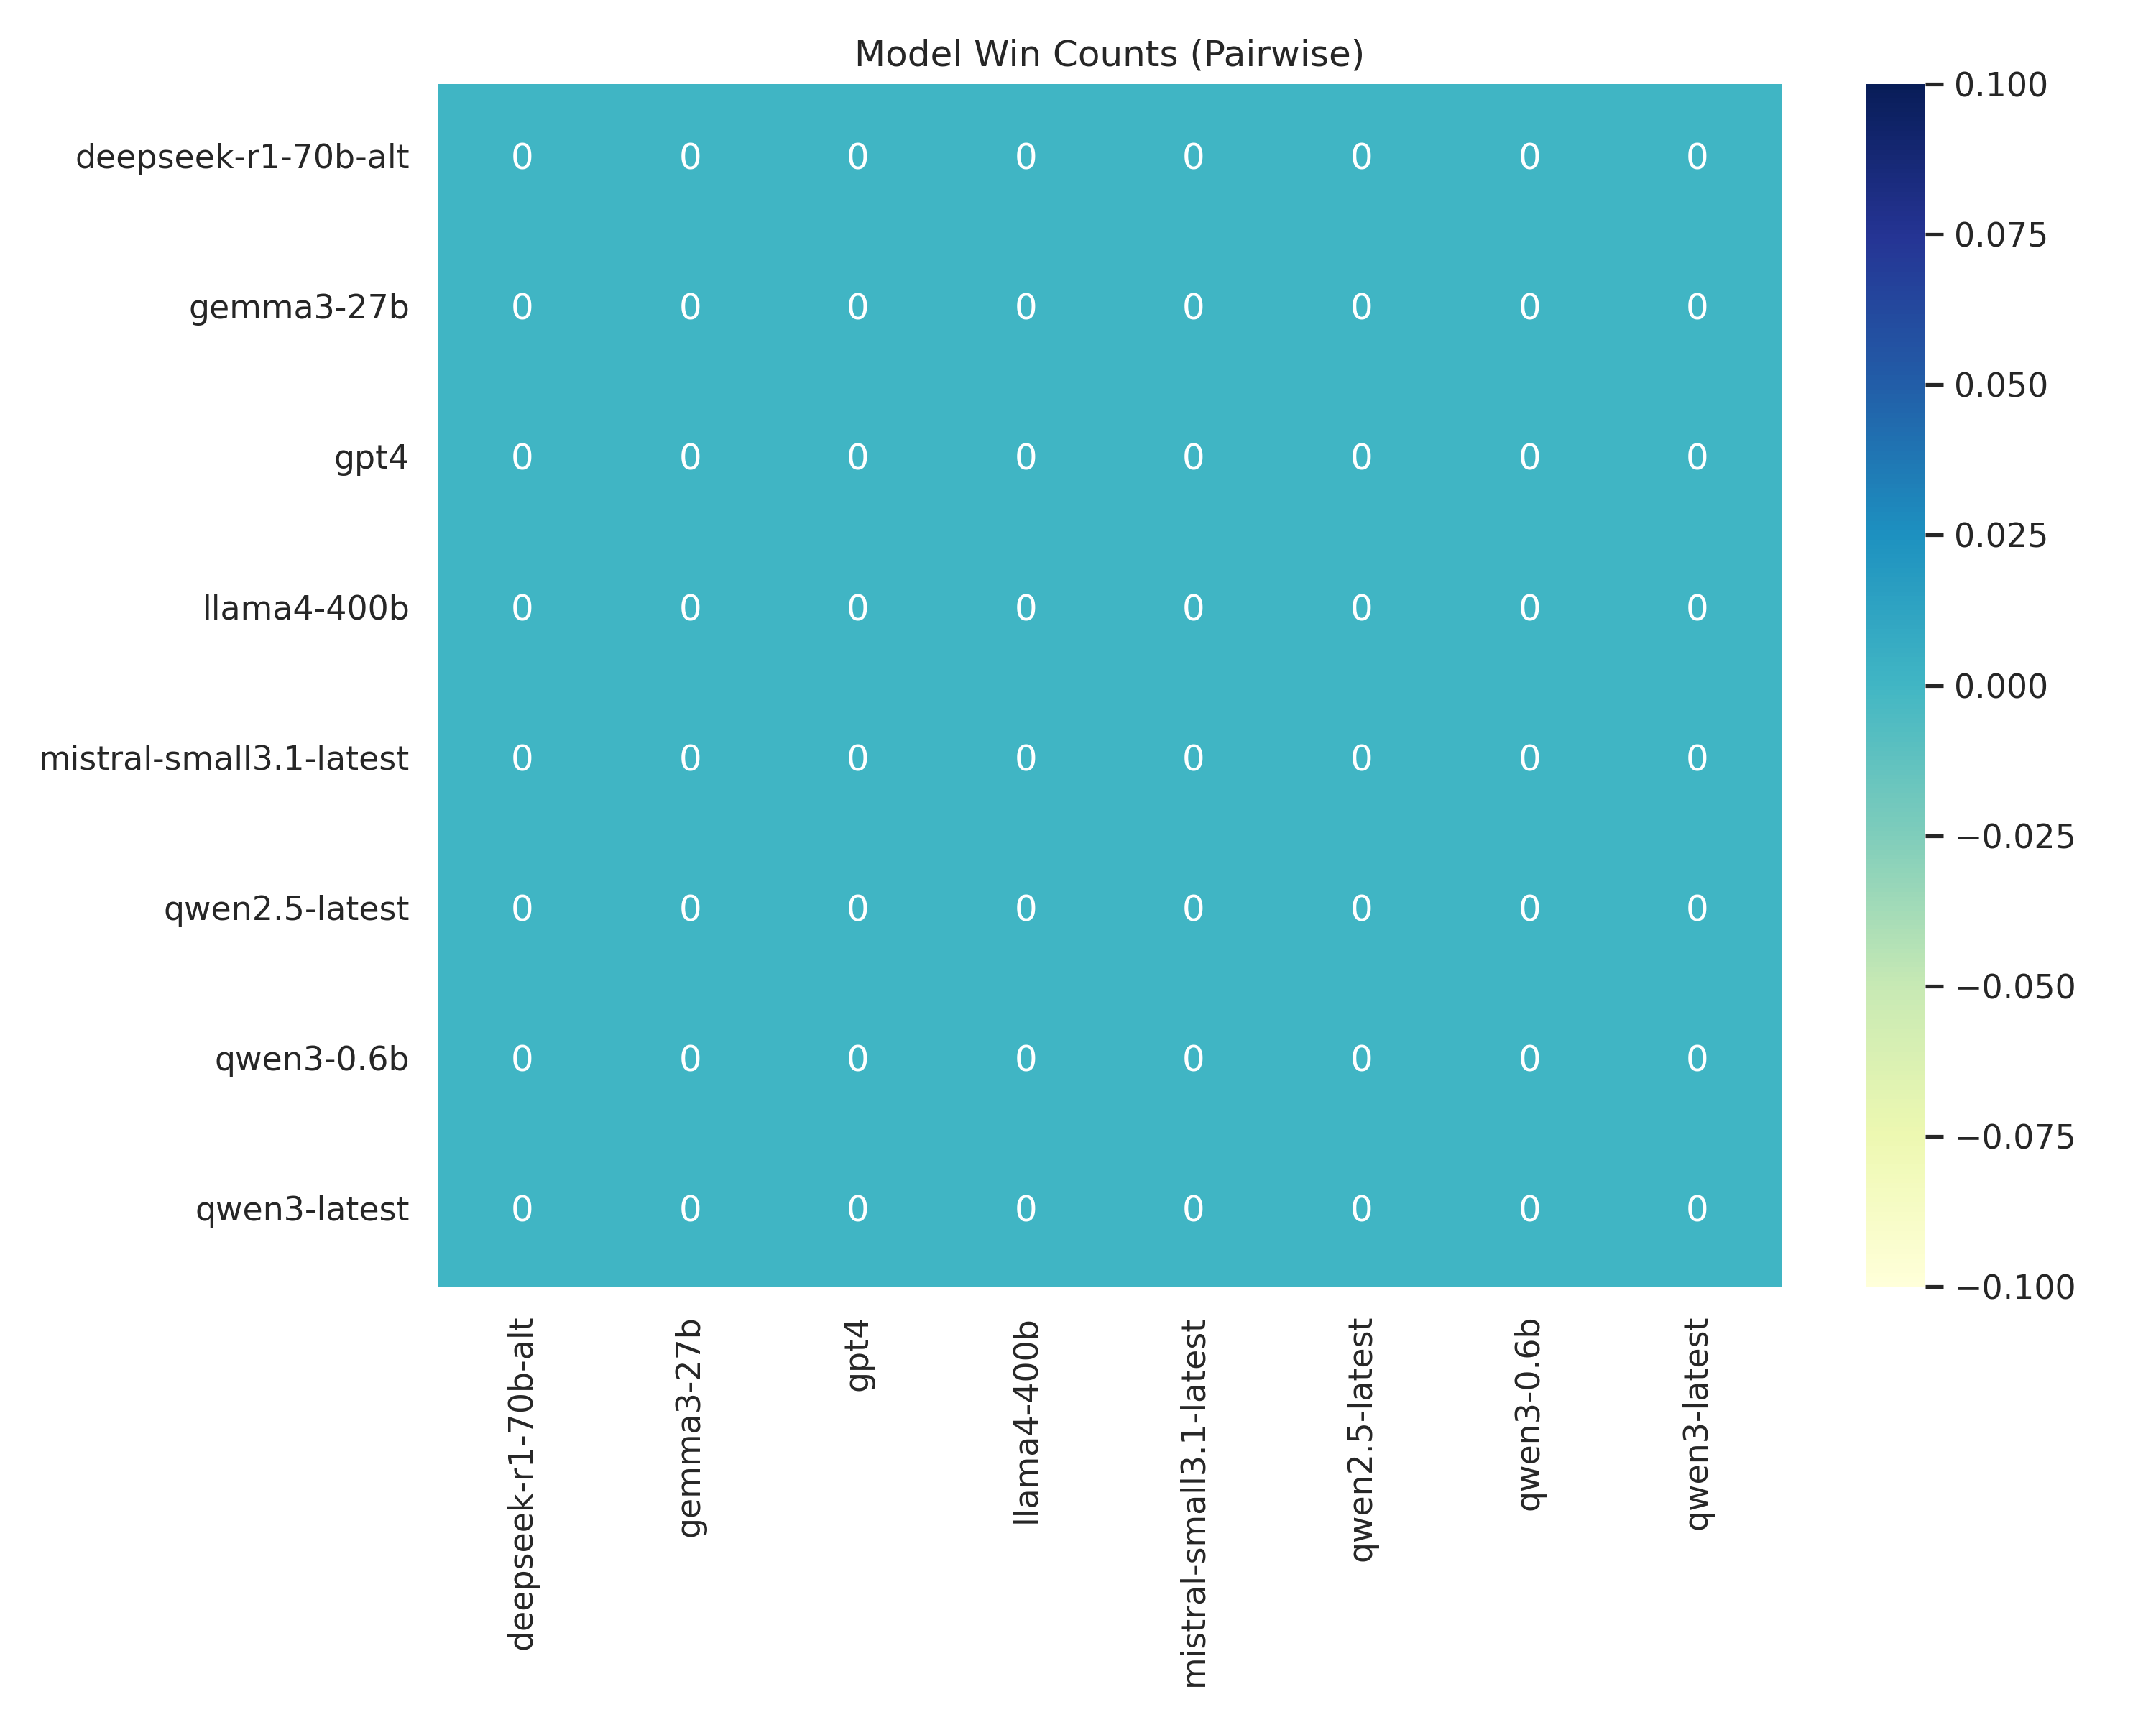 Model Win Counts (Pairwise)
deepseek-r1-70b-alt 0 0 0 0 0 0 0 0
gemma3-27b 0 0 0 0 0 0 0 0
gpt4 0 0 0 0 0 0 0 0
llama4-400b 0 0 0 0 0 0 0 0
mistral-small3.1-latest 0 0 0 0 0 0 0 0
qwen2.5-latest 0 0 0 0 0 0 0 0
qwen3-0.6b 0 0 0 0 0 0 0 0
qwen3-latest 0 0 0 0 0 0 0 0
deepseek-r1-70b-alt
gemma3-27b
gpt4
llama4-400b
mistral-small3.1-latest
qwen2.5-latest
qwen3-0.6b
qwen3-latest
0.100
0.075
0.050
0.025
0.000
−0.025
−0.050
−0.075
−0.100